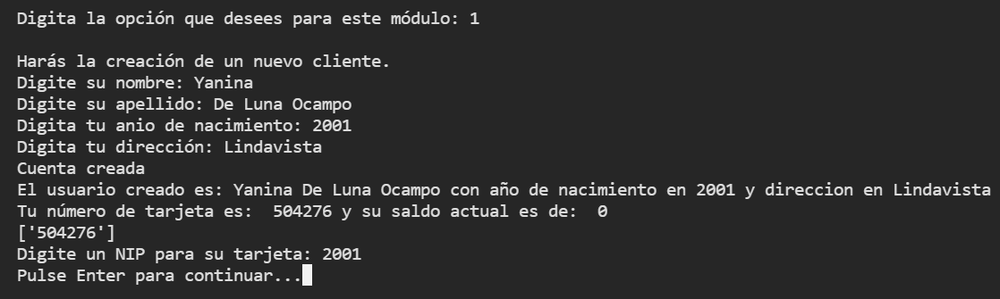 Digita la opción que desees para este módulo: 1
Harás la creación de un nuevo cliente.
Digite su nombre: Yanina
Digite su apellido: De Luna Ocampo
Digita tu anio de nacimiento: 2001
Digita tu dirección: Lindavista
Cuenta creada
El usuario creado es: Yanina De Luna Ocampo con año de nacimiento en 2001 y direccion en Lindavista
Tu número de tarjeta es:  504276 y su saldo actual es de:  0
['504276']
Digite un NIP para su tarjeta: 2001
Pulse Enter para continuar...